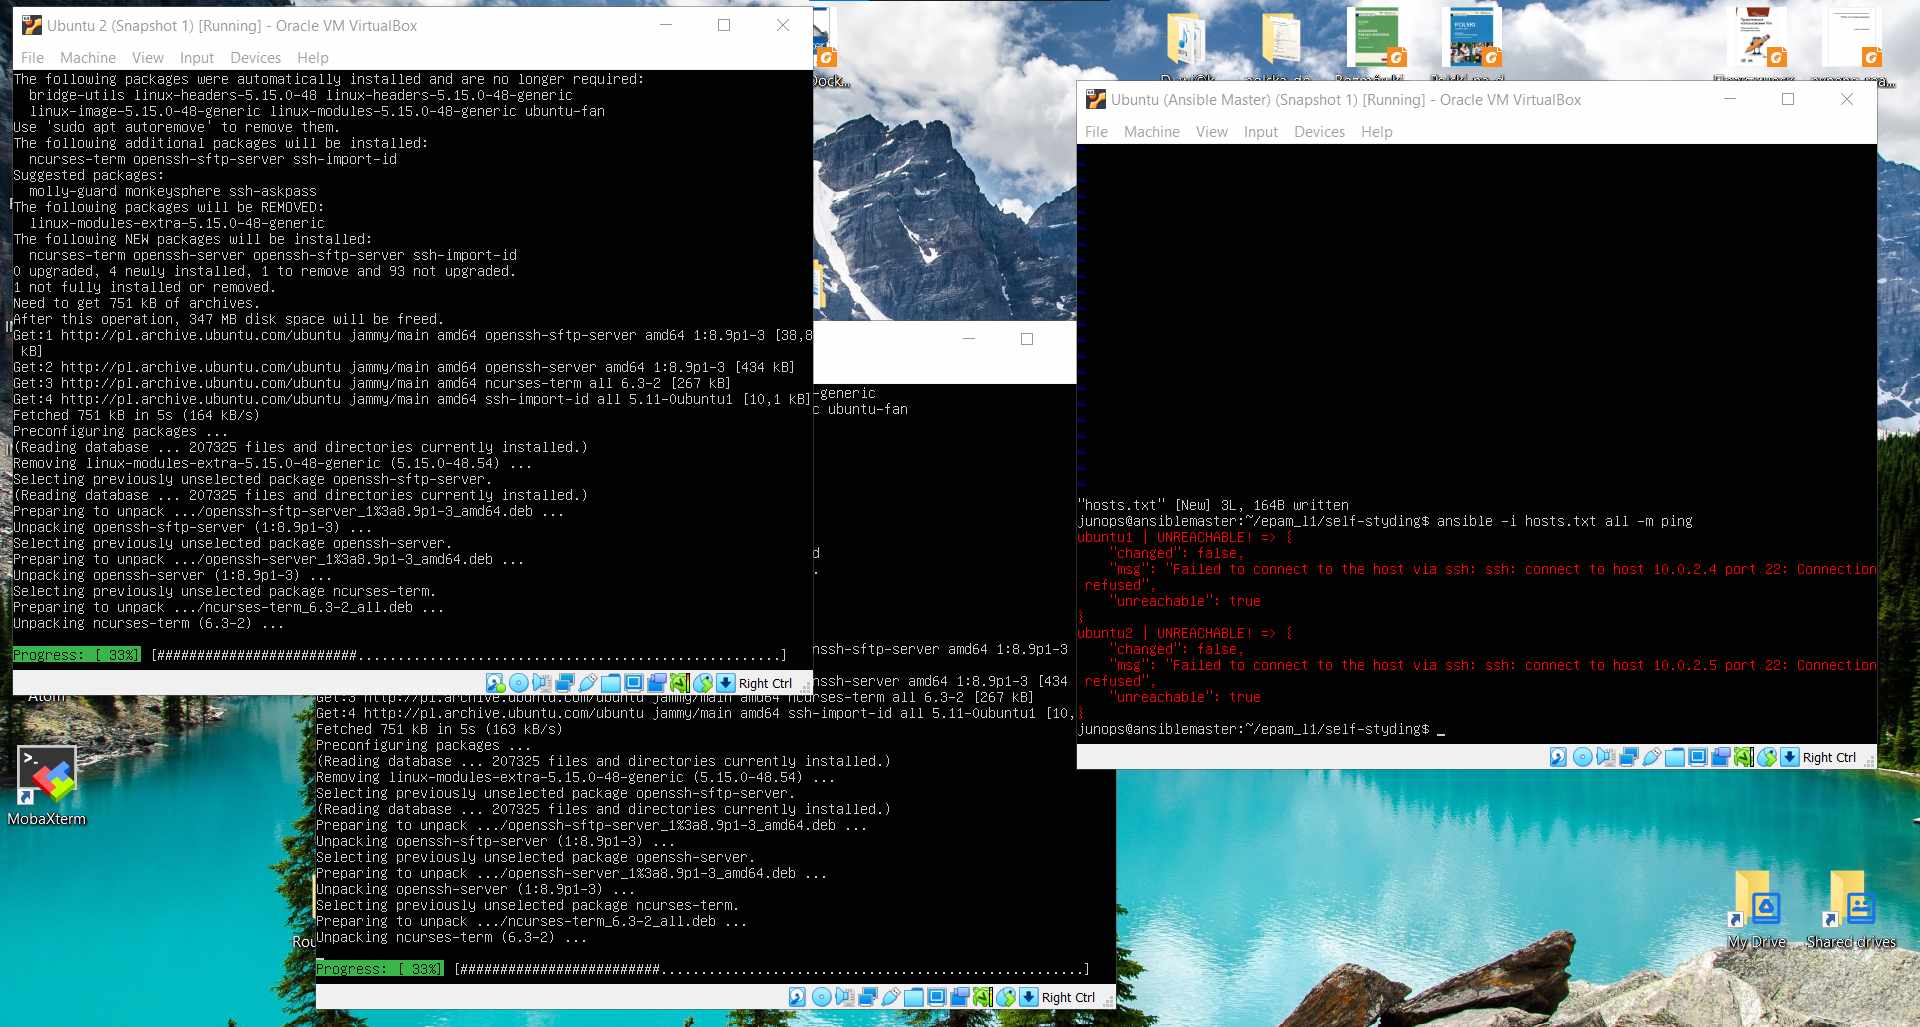 Ubuntu 2 (Snapshot 1) [Running] - Oracle VM VirtualBox
File Machine View Input Devices Help
The following packages were automatically installed and are no longer required:
bridge-utils linux-headers-5.15.0-48 linux-headers-5.15.0-48-generic
linux-image-5.15.0-48-generic linux-modules-5.15.0-48-generic ubuntu-fan
Use 'sudo apt autoremove' to remove them.
The following additional packages will be installed:
ncurses-term openssh-sftp-server ssh-import-id
Suggested packages:
molly-guard monkeysphere ssh-askpass
The following packages will be REMOVED:
linux-modules-extra-5.15.0-48-generic
The following NEW packages will be installed:
ncurses-term openssh-server openssh-sftp-server ssh-import-id
0 upgraded, 4 newly installed, 1 to remove and 93 not upgraded.
1 not fully installed or removed.
Need to get 751 kB of archives.
After this operation, 347 MB disk space will be freed.
Get:1 http://pl.archive.ubuntu.com/ubuntu jammy/main amd64 openssh-sftp-server amd64 1:8.9p1-3 [38,8
kB]
Get:2 http://pl.archive.ubuntu.com/ubuntu jammy/main amd64 openssh-server amd64 1:8.9p1-3 [434 kB]
Get:3 http://pl.archive.ubuntu.com/ubuntu jammy/main amd64 ncurses-term all 6.3-2 [267 kB]
Get:4 http://pl.archive.ubuntu.com/ubuntu jammy/main amd64 ssh-import-id all 5.11-0ubuntu1 [10,1 kB]
Fetched 751 kB in 5s (164 kB/s)
Preconfiguring packages ...
(Reading database ... 207325 files and directories currently installed.)
Removing linux-modules-extra-5.15.0-48-generic (5.15.0-48.54) ...
Selecting previously unselected package openssh-sftp-server.
(Reading database ... 207325 files and directories currently installed.)
Preparing to unpack .../openssh-sftp-server_1%3a8.9p1-3_amd64.deb ...
Unpacking openssh-sftp-server (1:8.9p1-3) ...
Selecting previously unselected package openssh-server.
Preparing to unpack .../openssh-server_1%3a8.9p1-3_amd64.deb ...
Unpacking openssh-server (1:8.9p1-3) ...
Selecting previously unselected package ncurses-term.
Preparing to unpack .../ncurses-term_6.3-2_all.deb ...
Unpacking ncurses-term (6.3-2) ...
Progress: [ 33%] [#########################.....................................................]
Right Ctrl
-generic
c ubuntu-fan
d
.
nssh-sftp-server amd64 1:8.9p1-3
nssh-server amd64 1:8.9p1-3 [434
Get:3 http://pl.archive.ubuntu.com/ubuntu jammy/main amd64 ncurses-term all 6.3-2 [267 kB]
Get:4 http://pl.archive.ubuntu.com/ubuntu jammy/main amd64 ssh-import-id all 5.11-0ubuntu1 [10,
Fetched 751 kB in 5s (163 kB/s)
Preconfiguring packages ...
(Reading database ... 207325 files and directories currently installed.)
Removing linux-modules-extra-5.15.0-48-generic (5.15.0-48.54) ...
Selecting previously unselected package openssh-sftp-server.
(Reading database ... 207325 files and directories currently installed.)
Preparing to unpack .../openssh-sftp-server_1%3a8.9p1-3_amd64.deb ...
Unpacking openssh-sftp-server (1:8.9p1-3) ...
Selecting previously unselected package openssh-server.
Preparing to unpack .../openssh-server_1%3a8.9p1-3_amd64.deb ...
Unpacking openssh-server (1:8.9p1-3) ...
Selecting previously unselected package ncurses-term.
Preparing to unpack .../ncurses-term_6.3-2_all.deb ...
Unpacking ncurses-term (6.3-2) ...
Progress: [ 33%] [#########################.....................................................]
Right Ctrl
Ubuntu (Ansible Master) (Snapshot 1) [Running] - Oracle VM VirtualBox
File Machine View Input Devices Help
"hosts.txt" [New] 3L, 164B written
junops@ansiblemaster:~/epam_l1/self-styding$ ansible -i hosts.txt all -m ping
ubuntu1 | UNREACHABLE! => {
"changed": false,
"msg": "Failed to connect to the host via ssh: ssh: connect to host 10.0.2.4 port 22: Connection
refused",
"unreachable": true
}
ubuntu2 | UNREACHABLE! => {
"changed": false,
"msg": "Failed to connect to the host via ssh: ssh: connect to host 10.0.2.5 port 22: Connection
refused",
"unreachable": true
}
junops@ansiblemaster:~/epam_l1/self-styding$ _
Right Ctrl
POLSKI
Atom
MobaXterm
Rou
My Drive
Shared drives